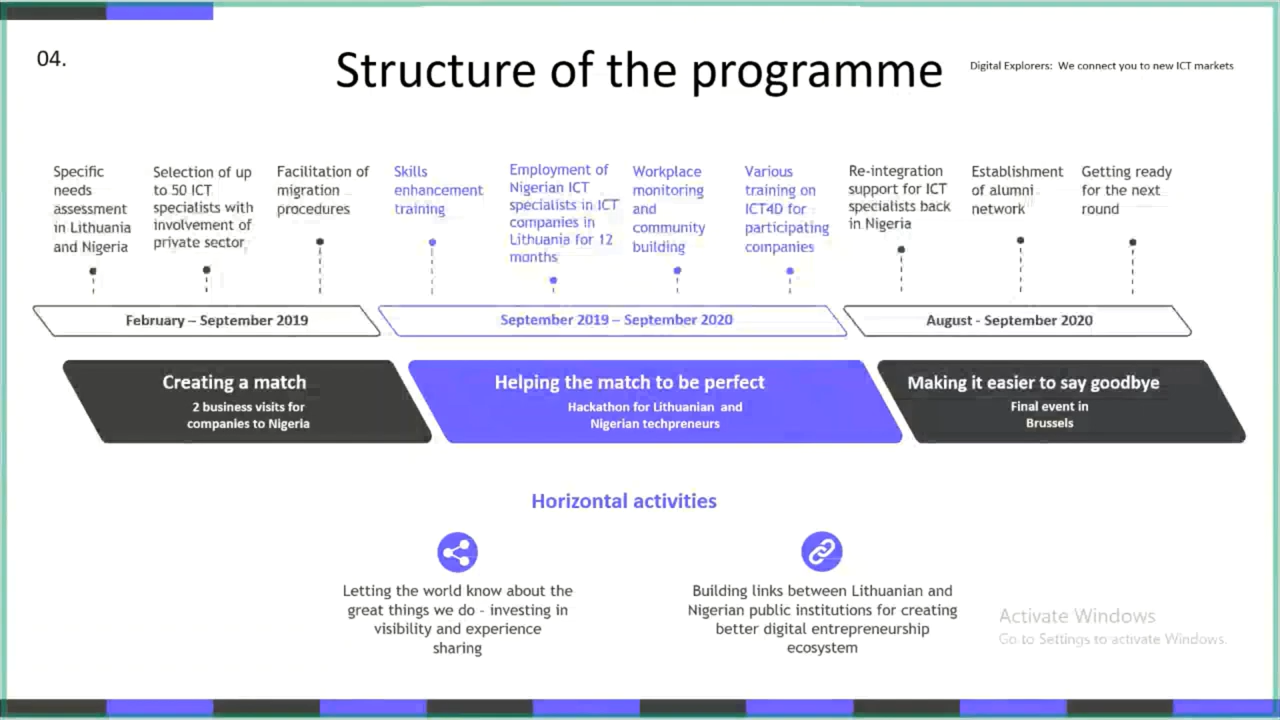 04.
Structure of the programme
Digital Explorers: We connect you to new ICT markets
Specific
needs
assessment
in Lithuania
and Nigeria
Selection of up
to 50 ICT
specialists with
involvement of
private sector
Facilitation of
migration
procedures
Skills
enhancement
training
Employment of
Nigerian ICT
specialists in ICT
companies in
Lithuania for 12
months
Workplace
monitoring
and
community
building
Various
training on
ICT4D for
participating
companies
Re-integration
support for ICT
specialists back
in Nigeria
Establishment
of alumni
network
Getting ready
for the next
round
February – September 2019
September 2019 – September 2020
August - September 2020
Creating a match
2 business visits for
companies to Nigeria
Helping the match to be perfect
Hackathon for Lithuanian and
Nigerian techpreneurs
Making it easier to say goodbye
Final event in
Brussels
Horizontal activities
Letting the world know about the
great things we do - investing in
visibility and experience
sharing
Building links between Lithuanian and
Nigerian public institutions for creating
better digital entrepreneurship
ecosystem
Activate Windows
Go to Settings to activate Windows.